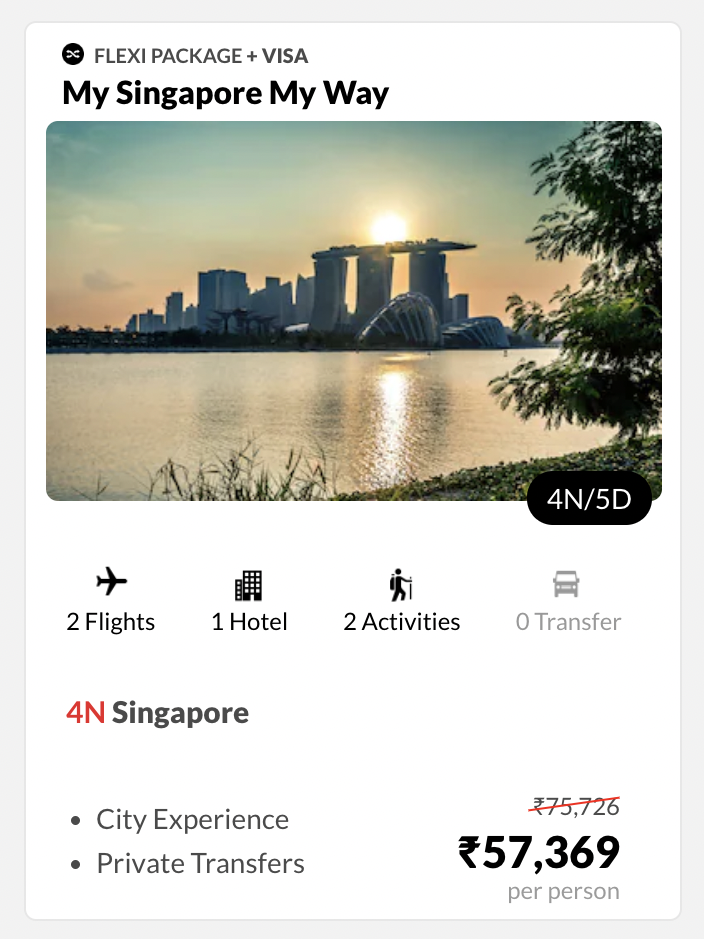 FLEXI PACKAGE + VISA
My Singapore My Way
4N/5D
2 Flights 1 Hotel 2 Activities 0 Transfer
4N Singapore
• City Experience
• Private Transfers
₹75,726
₹57,369
per person